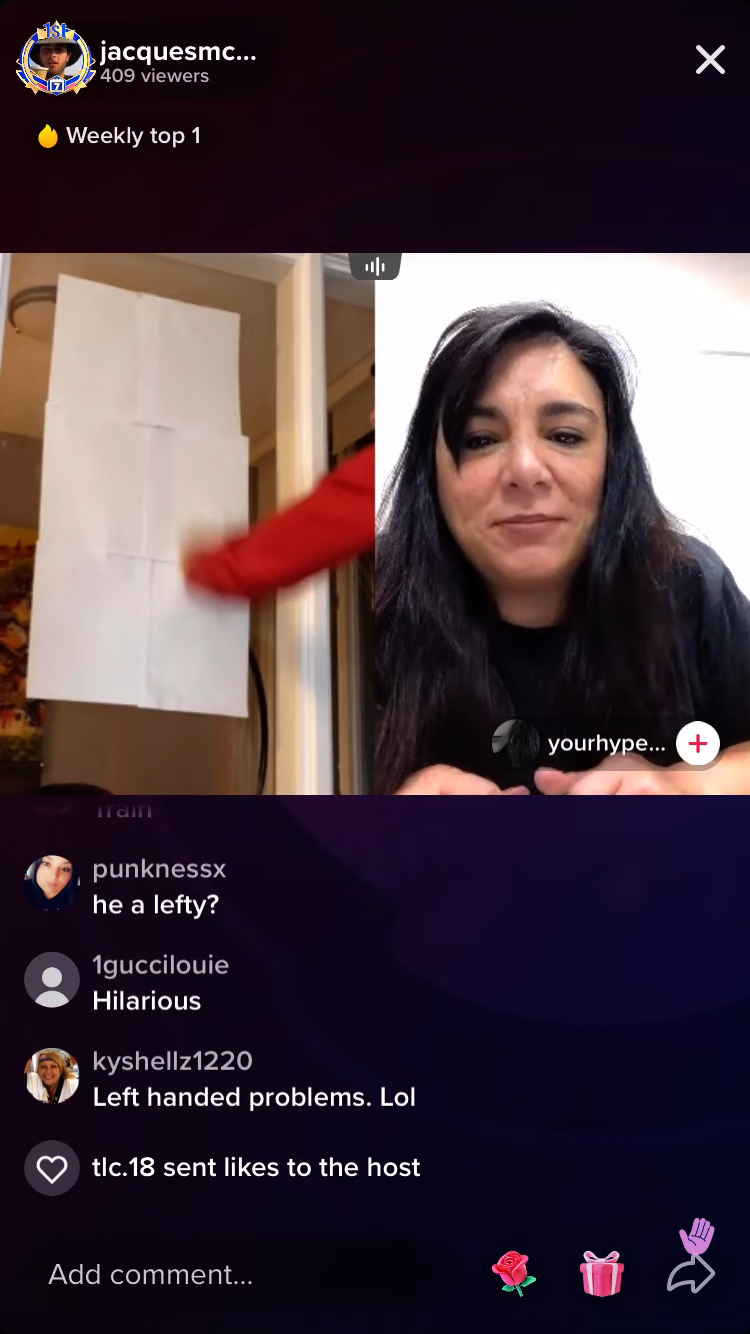 1ST
jacquesmc...
409 viewers
7
Weekly top 1
yourhype...
Train
punknessx
he a lefty?
1guccilouie
Hilarious
kyshellz1220
Left handed problems. Lol
tlc.18 sent likes to the host
Add comment...